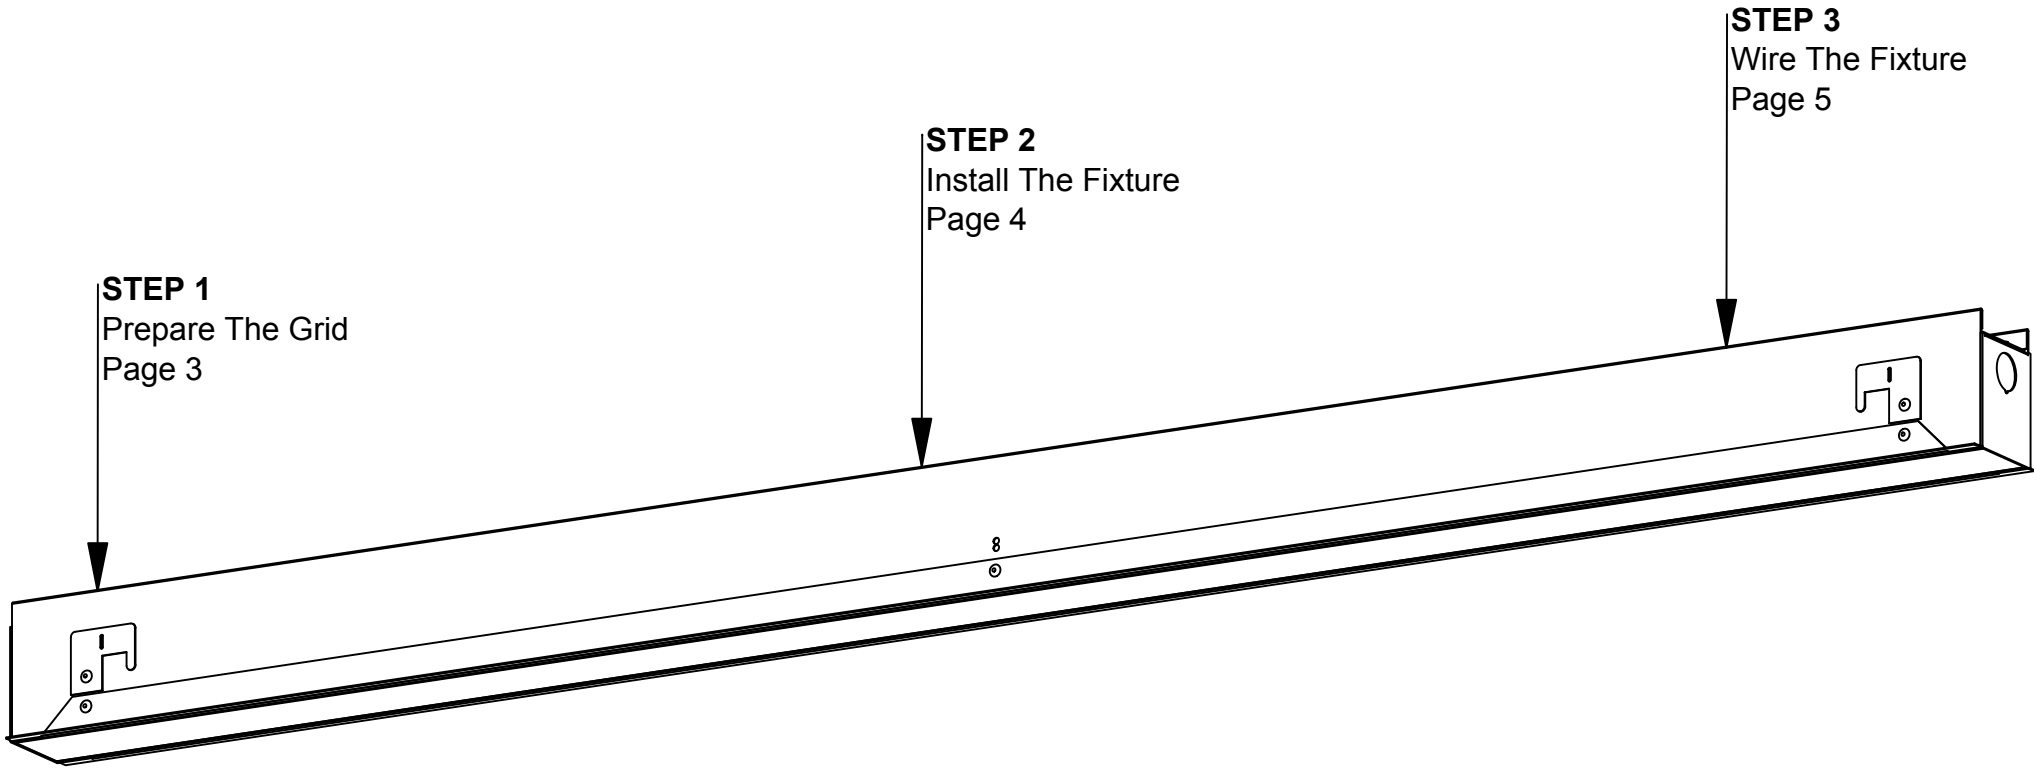 STEP 1
Prepare The Grid
Page 3
STEP 2
Install The Fixture
Page 4
STEP 3
Wire The Fixture
Page 5